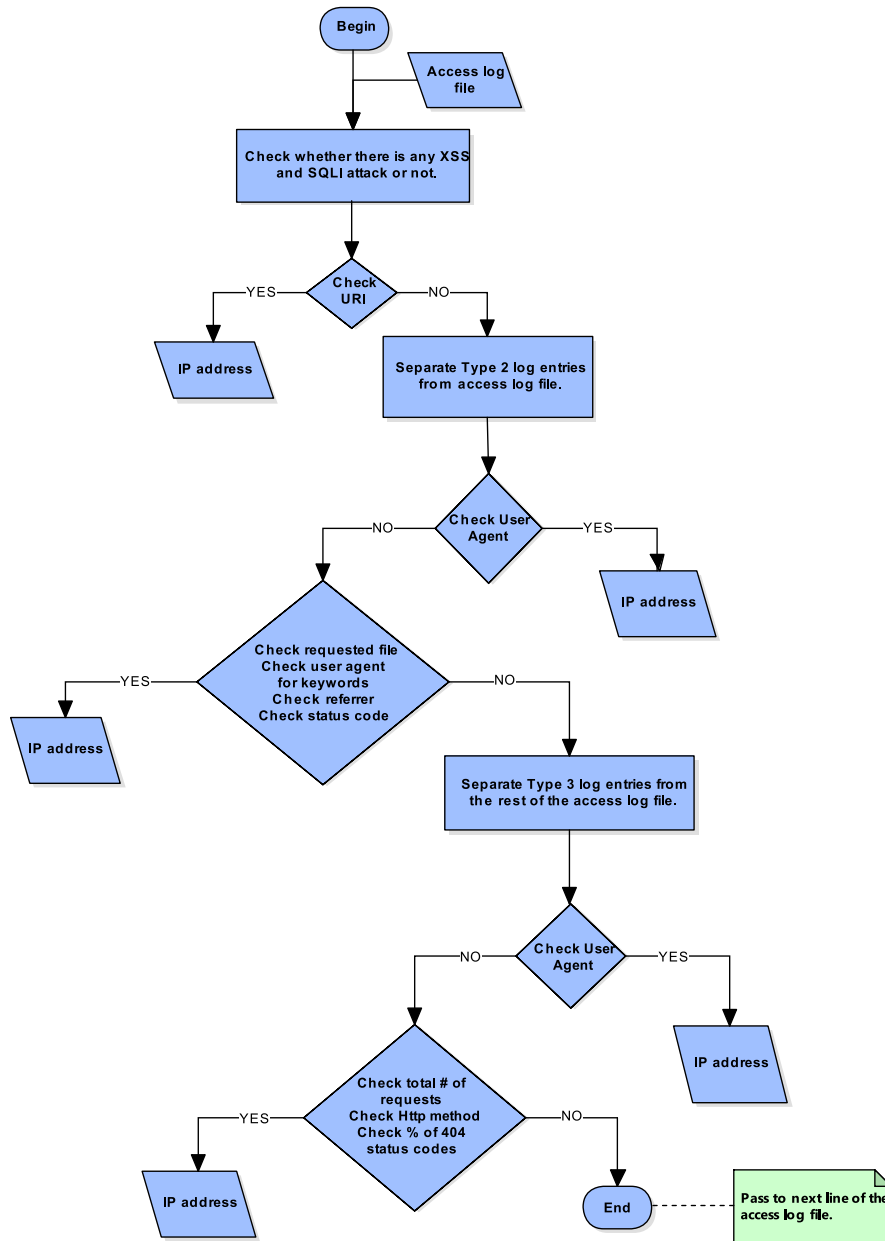 Begin
Access log
file
Check whether there is any XSS
and SQLI attack or not.
Check
URI
YES
NO
IP address
Separate Type 2 log entries
from access log file.
Check User
Agent
NO
YES
IP address
Check requested file
Check user agent
for keywords
Check referrer
Check status code
YES
NO
IP address
Separate Type 3 log entries from
the rest of the access log file.
Check User
Agent
NO
YES
IP address
Check total # of
requests
Check Http method
Check % of 404
status codes
YES
NO
IP address
End
Pass to next line of the
access log file.